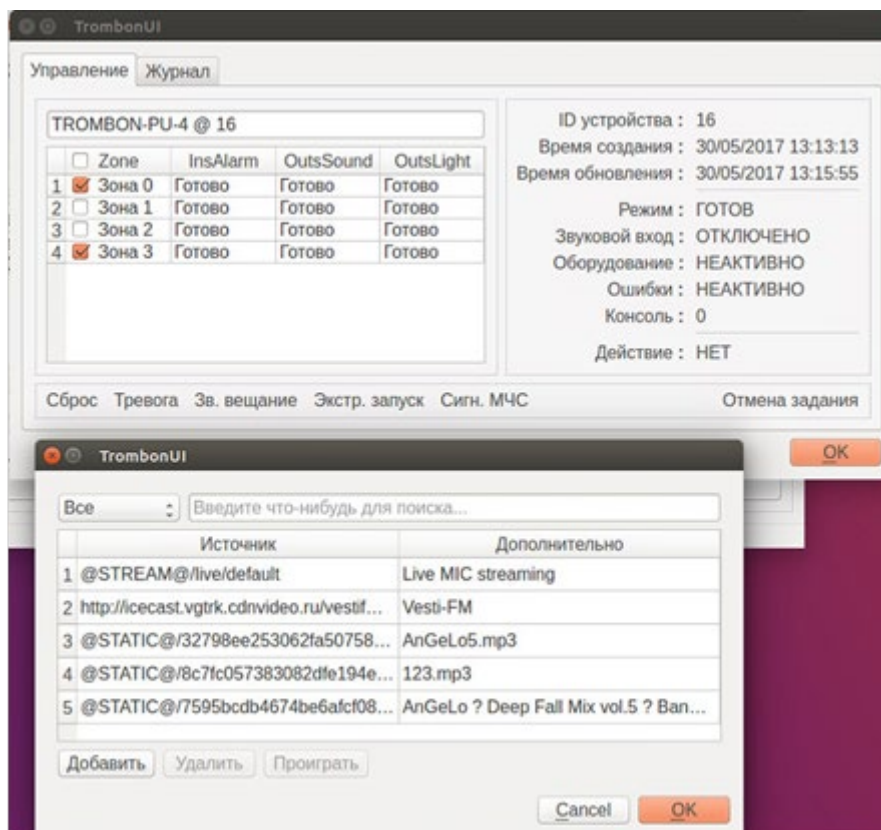 TrombonUI
Управление Журнал
TROMBON-PU-4 @ 16
Zone InsAlarm OutsSound OutsLight
1 Зона 0 Готово Готово Готово
2 Зона 1 Готово Готово Готово
3 Зона 2 Готово Готово Готово
4 Зона 3 Готово Готово Готово
ID устройства : 16
Время создания : 30/05/2017 13:13:13
Время обновления : 30/05/2017 13:15:55
Режим : ГОТОВ
Звуковой вход : ОТКЛЮЧЕНО
Оборудование : НЕАКТИВНО
Ошибки : НЕАКТИВНО
Консоль : 0
Действие : НЕТ
Сброс Тревога Зв. вещание Экстр. запуск Сигн. МЧС Отмена задания
OK
TrombonUI
Все Введите что-нибудь для поиска...
Источник Дополнительно
1 @STREAM@/live/default Live MIC streaming
2 http://icecast.vgtrk.cdnvideo.ru/vestif... Vesti-FM
3 @STATIC@/32798ee253062fa50758... AnGeLo5.mp3
4 @STATIC@/8c7fc057383082dfe194e... 123.mp3
5 @STATIC@/7595bcdb4674be6afcf08... AnGeLo ? Deep Fall Mix vol.5 ? Ban...
Добавить Удалить Проиграть
Cancel OK